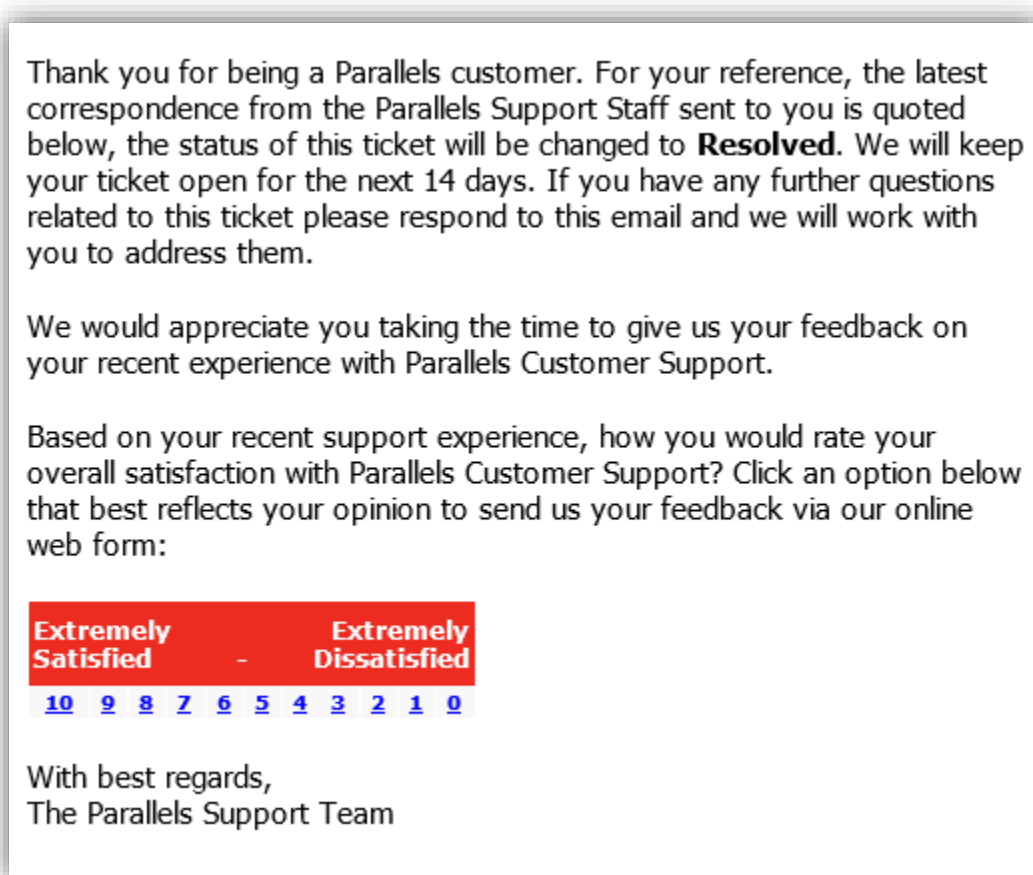 Thank you for being a Parallels customer. For your reference, the latest
correspondence from the Parallels Support Staff sent to you is quoted
below, the status of this ticket will be changed to Resolved. We will keep
your ticket open for the next 14 days. If you have any further questions
related to this ticket please respond to this email and we will work with
you to address them.
We would appreciate you taking the time to give us your feedback on
your recent experience with Parallels Customer Support.
Based on your recent support experience, how you would rate your
overall satisfaction with Parallels Customer Support? Click an option below
that best reflects your opinion to send us your feedback via our online
web form:
Extremely Extremely
Satisfied - Dissatisfied
10 9 8 7 6 5 4 3 2 1 0
With best regards,
The Parallels Support Team